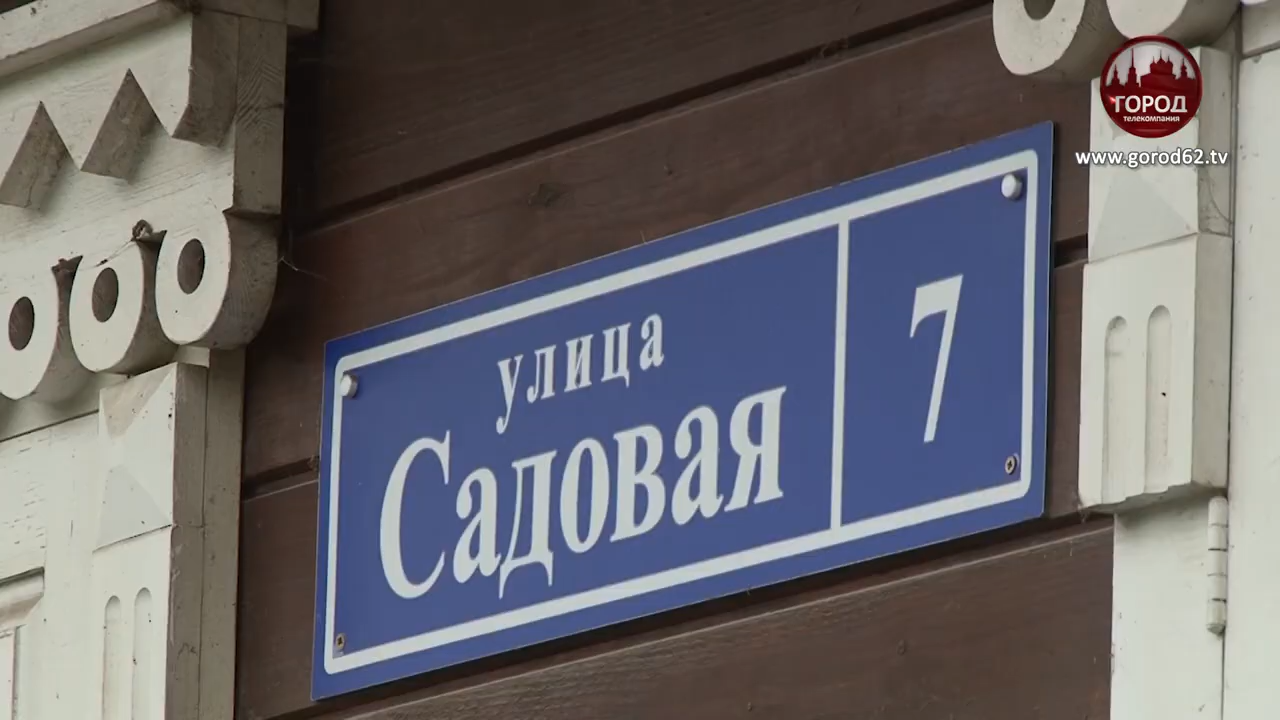 ГОРОД
телекомпания
www.gorod62.tv
улица
Садовая
7